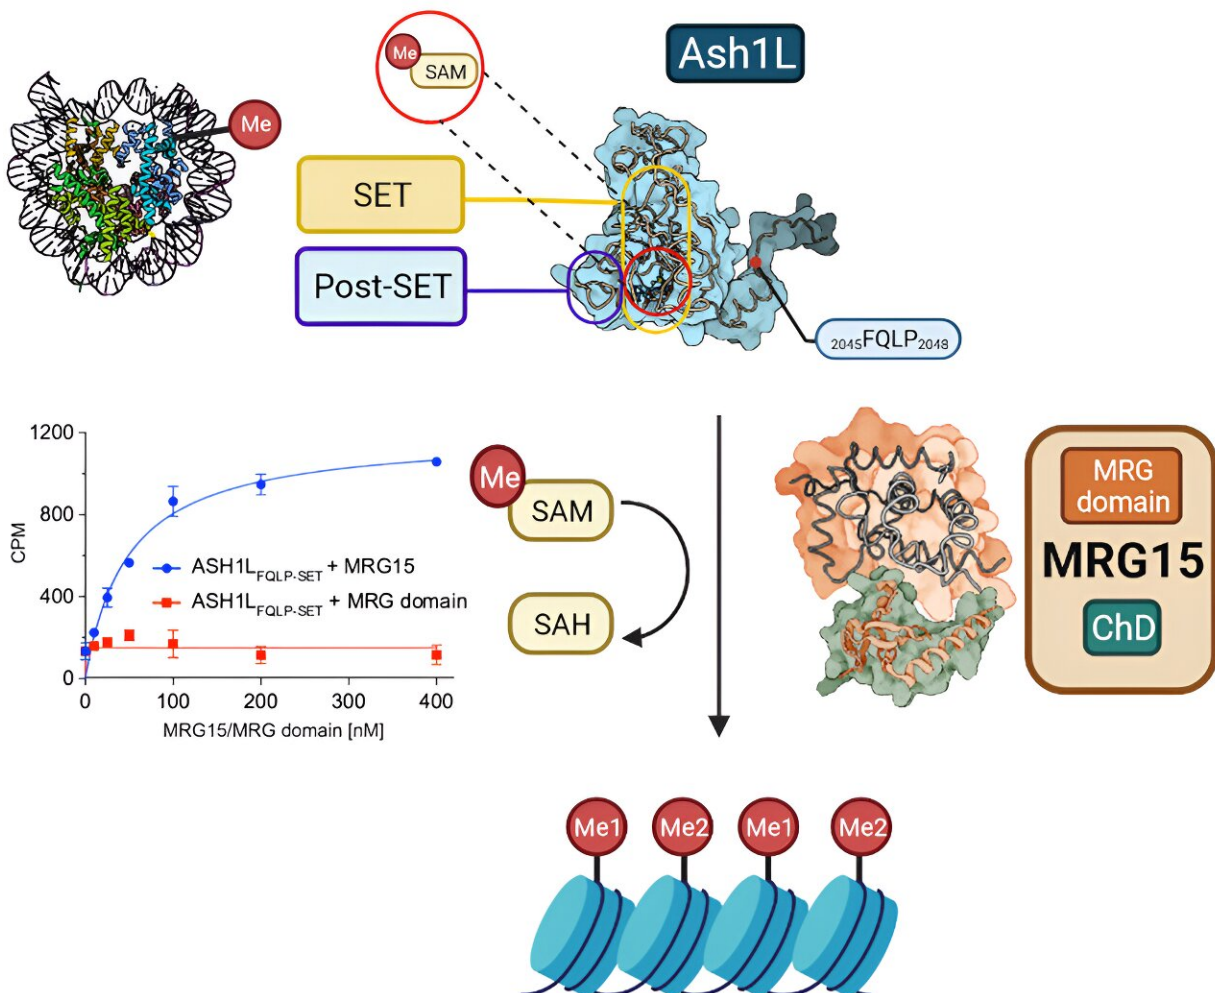 Me
SAM
Ash1L
Me
SET
Post-SET
2045FQLP2048
1200
800
400
0
CPM
ASH1LFQLP-SET + MRG15
ASH1LFQLP-SET + MRG domain
0
100
200
300
400
MRG15/MRG domain [nM]
Me
SAM
SAH
MRG
domain
MRG15
ChD
Me1
Me2
Me1
Me2